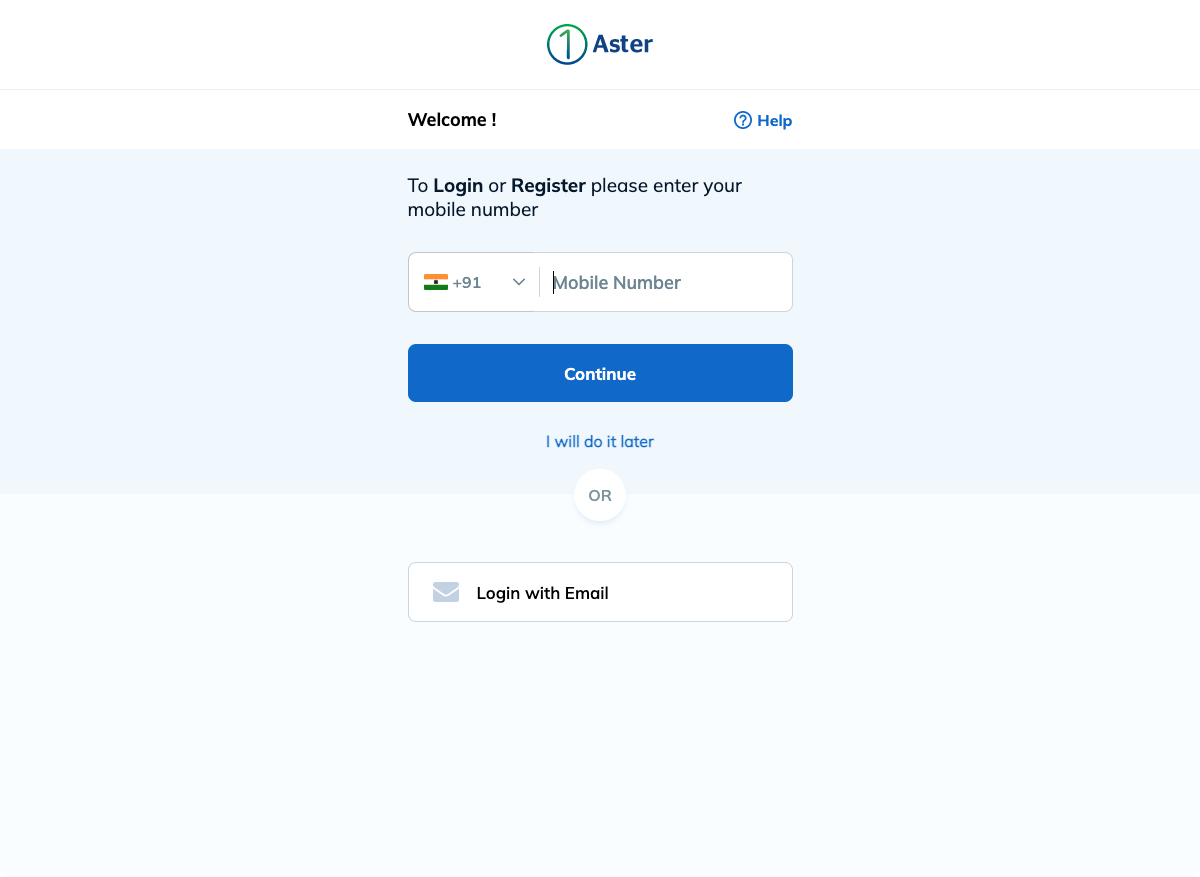 1 Aster
Welcome !
? Help
To Login or Register please enter your
mobile number
+91
Mobile Number
Continue
I will do it later
OR
Login with Email